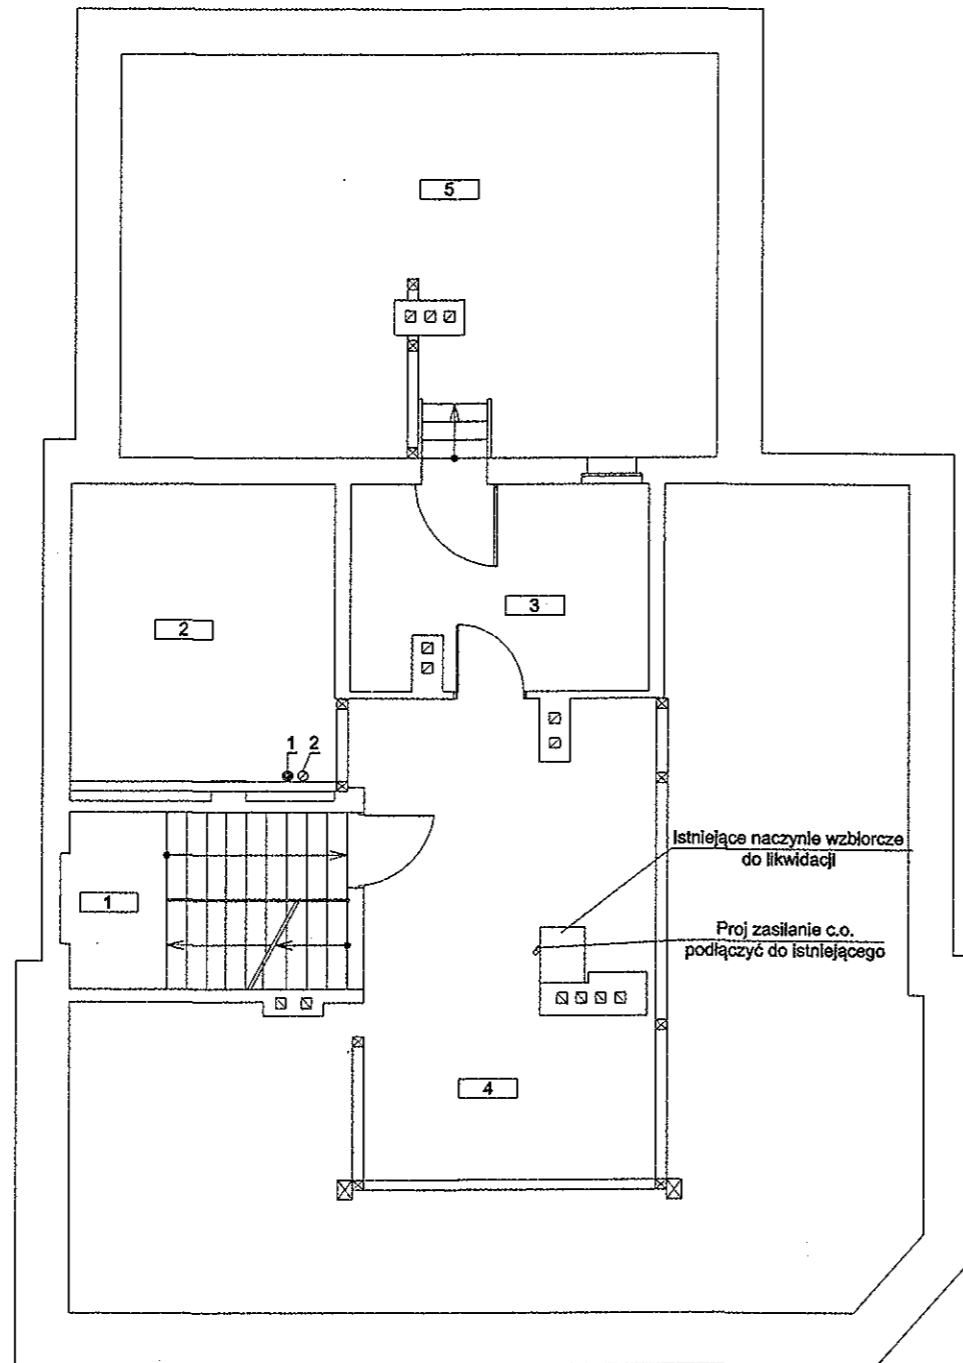 5
3
2
1 2
Istniejące naczynie wzbiorcze
do likwidacji
1
Proj zasilanie c.o.
podłączyć do istniejącego
4